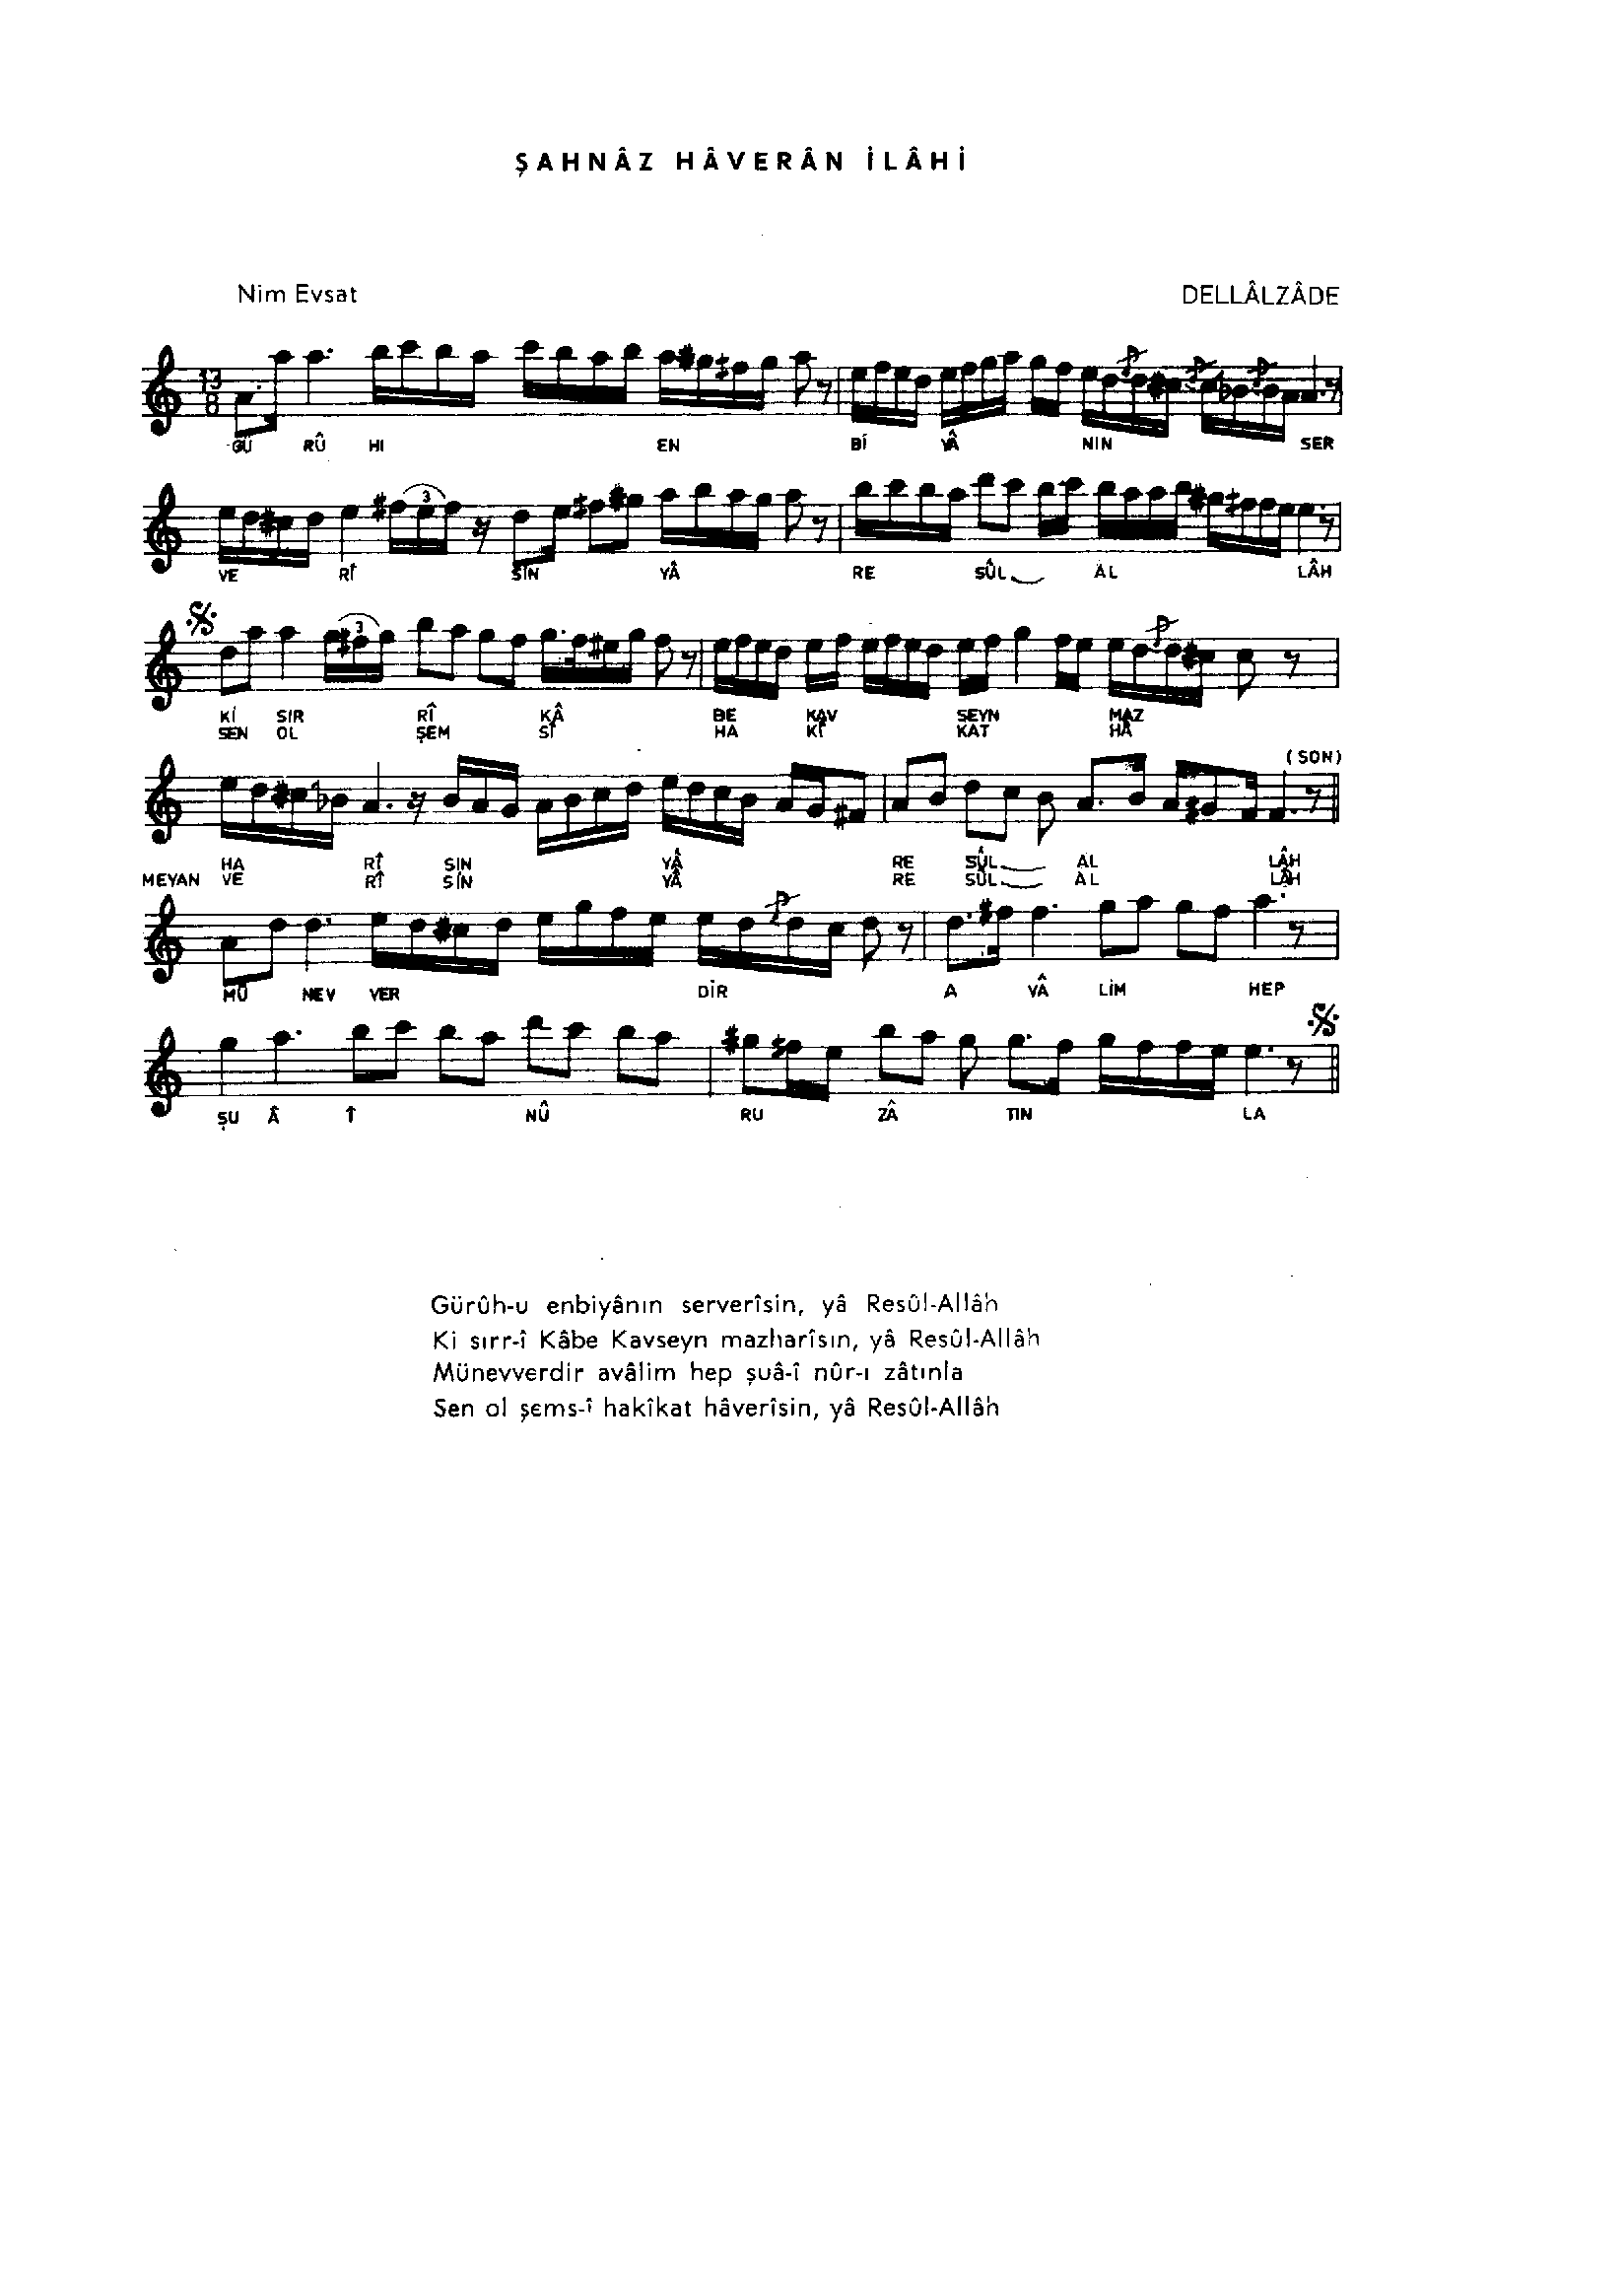 ŞAHNÂZ HÂVERÂN İLÂHİ
Nim Evsat DELLÂLZÂDE
13
8
GÜ RÛ HI EN Bİ YÂ NIN SER
3
VE RÎ SİN YÂ RE SÛL AL LÂH
3
Kİ SIR RÎ KÂ BE KAV SEYN MAZ
SEN OL ŞEM SÎ HA KÎ KAT HÂ
(SON)
HA RÎ SIN YÂ RE SÛL AL LÂH
MEYAN VE RÎ SİN YÂ RE SÛL AL LÂH
MÜ NEV VER DİR A VÂ LİM HEP
ŞU Â Î NÛ RU ZÂ TIN LA
Gürûh-u enbiyânın serverîsin, yâ Resûl-Allâh
Ki sırr-î Kâbe Kavseyn mazharîsın, yâ Resûl-Allâh
Münevverdir avâlim hep şuâ-î nûr-ı zâtınla
Sen ol şems-î hakîkat hâverîsin, yâ Resûl-Allâh